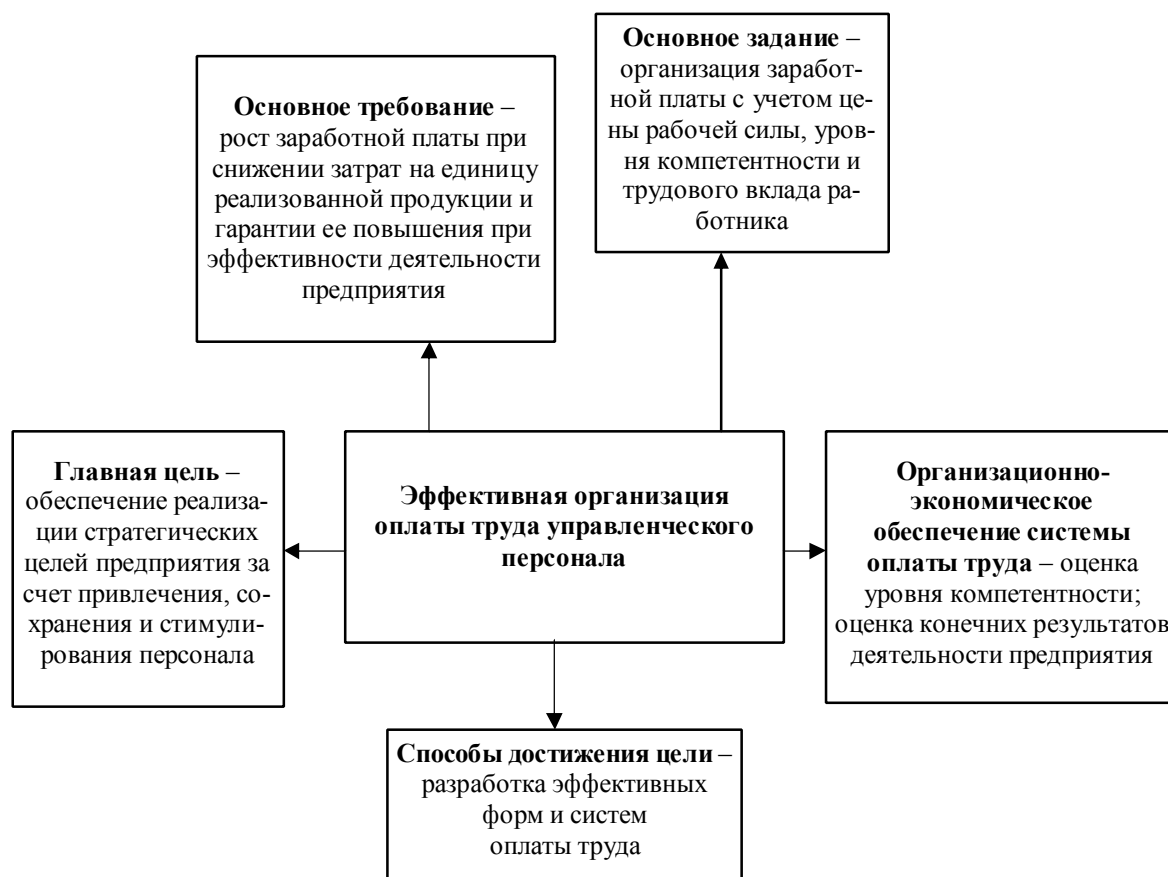 Основное требование –
рост заработной платы при
снижении затрат на единицу
реализованной продукции и
гарантии ее повышения при
эффективности деятельности
предприятия
Основное задание –
организация заработ-
ной платы с учетом це-
ны рабочей силы, уров-
ня компетентности и
трудового вклада ра-
ботника
Главная цель –
обеспечение реализа-
ции стратегических
целей предприятия за
счет привлечения, со-
хранения и стимули-
рования персонала
Эффективная организация
оплаты труда управленческого
персонала
Организационно-
экономическое
обеспечение системы
оплаты труда – оценка
уровня компетентности;
оценка конечних результатов
деятельности предприятия
Способы достижения цели –
разработка эффективных
форм и систем
оплаты труда